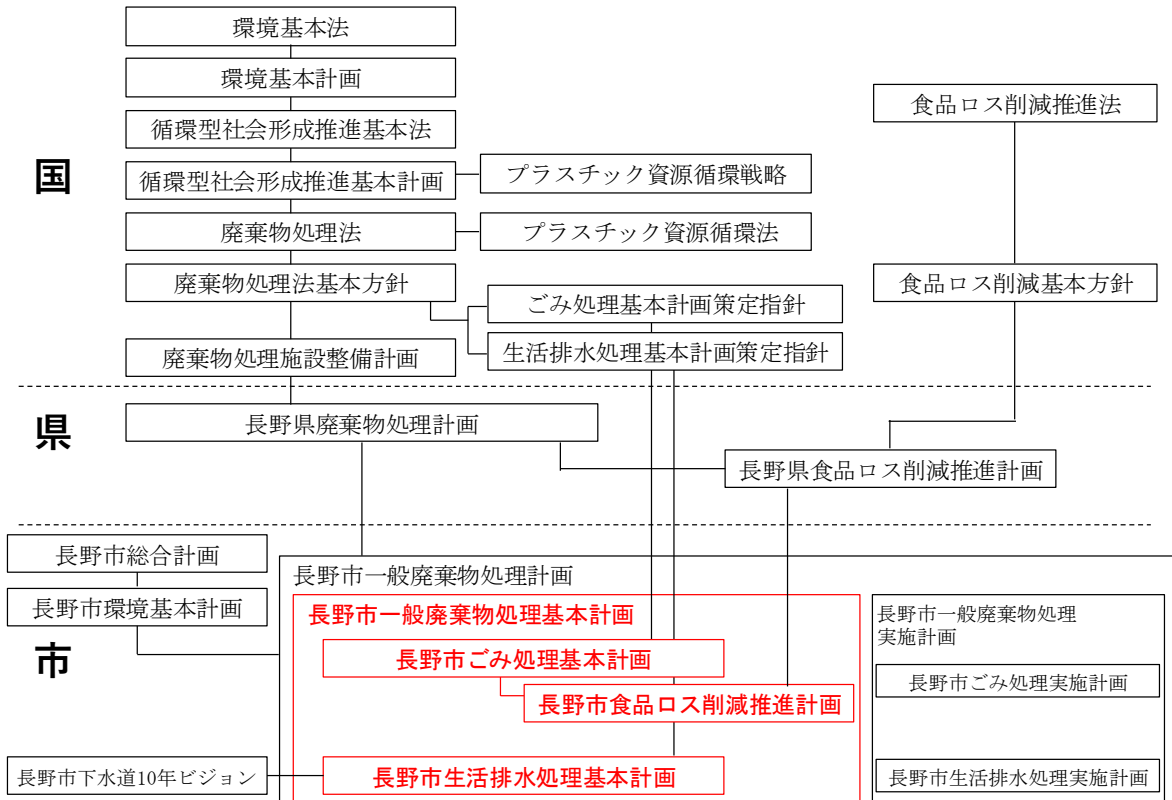 環境基本法
環境基本計画
循環型社会形成推進基本法
循環型社会形成推進基本計画
廃棄物処理法
廃棄物処理法基本方針
廃棄物処理施設整備計画
国
プラスチック資源循環戦略
プラスチック資源循環法
ごみ処理基本計画策定指針
生活排水処理基本計画策定指針
食品ロス削減推進法
食品ロス削減基本方針
県
長野県廃棄物処理計画
長野県食品ロス削減推進計画
市
長野市総合計画
長野市環境基本計画
長野市下水道10年ビジョン
長野市一般廃棄物処理計画
長野市一般廃棄物処理基本計画
長野市ごみ処理基本計画
長野市食品ロス削減推進計画
長野市生活排水処理基本計画
長野市一般廃棄物処理
実施計画
長野市ごみ処理実施計画
長野市生活排水処理実施計画